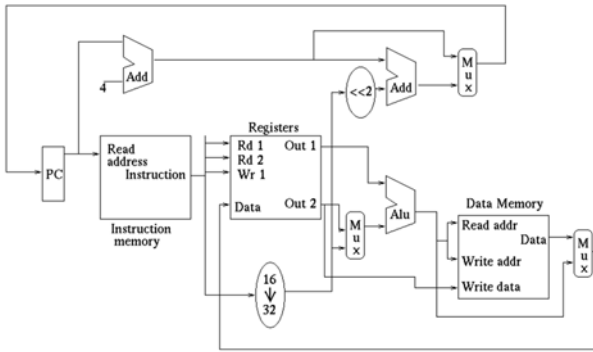 4
Add
<<2
Add
M
u
x
PC
Read
address
Instruction
Instruction
memory
Registers
Rd 1
Rd 2
Wr 1
Data
Out 1
Out 2
M
u
x
Alu
16
32
Data Memory
Read addr
Data
Write addr
Write data
M
u
x